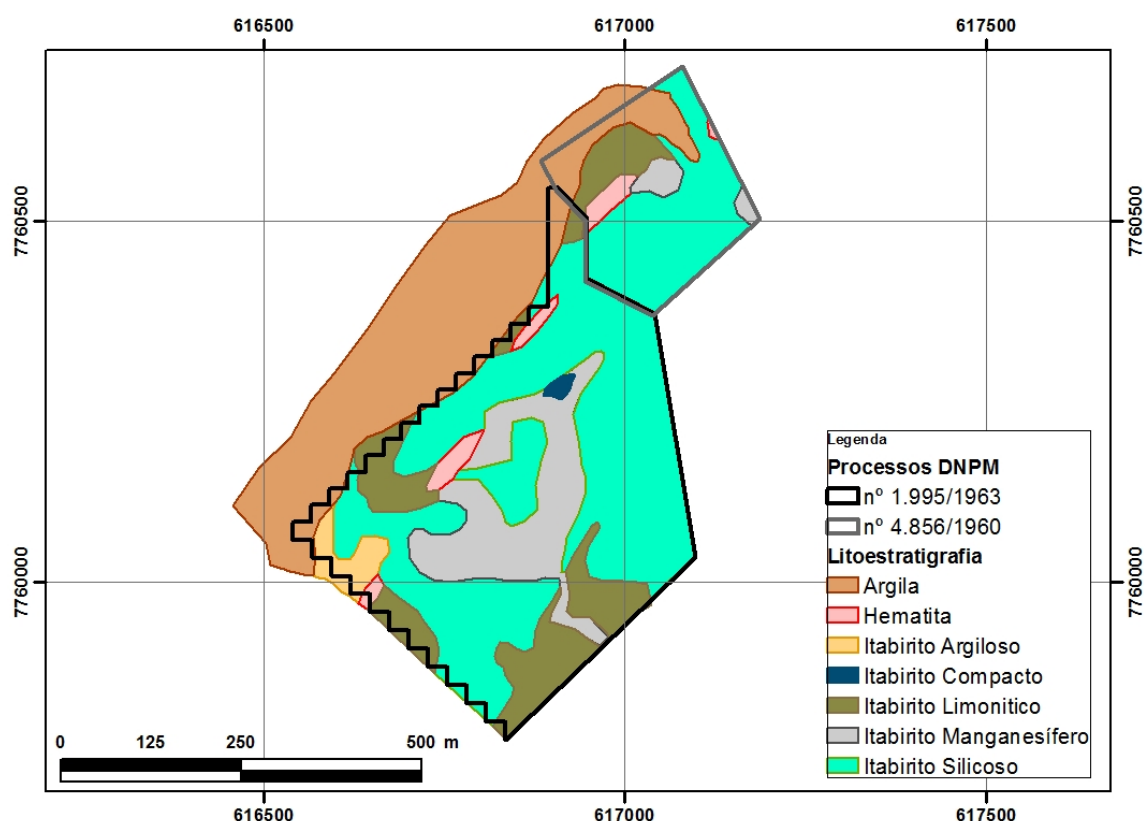 616500 617000 617500
7760500 7760500
7760000 7760000
Legenda
Processos DNPM
nº 1.995/1963
nº 4.856/1960
Litoestratigrafia
Argila
Hematita
Itabirito Argiloso
Itabirito Compacto
Itabirito Limonitico
Itabirito Manganesífero
Itabirito Silicoso
0 125 250 500 m
616500 617000 617500